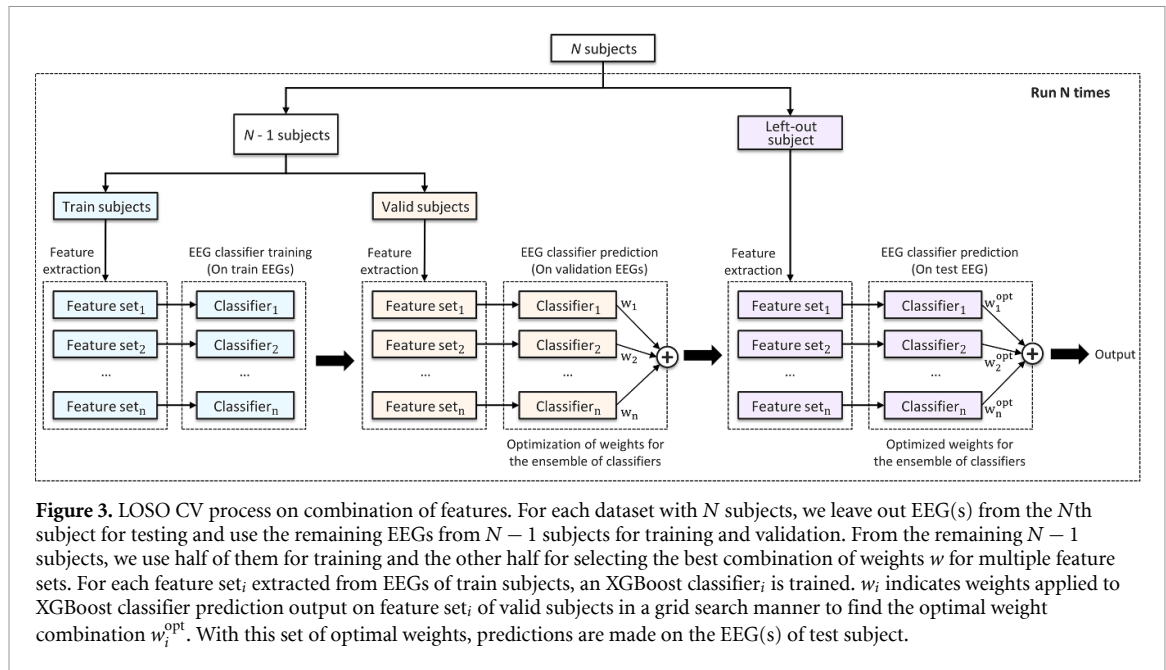 N subjects
Run N times
N - 1 subjects
Left-out
subject
Train subjects
Valid subjects
Feature
extraction
EEG classifier training
(On train EEGs)
Feature
extraction
EEG classifier prediction
(On validation EEGs)
Feature
extraction
EEG classifier prediction
(On test EEG)
Feature set₁ Classifier₁ Feature set₁ Classifier₁ w₁ Feature set₁ Classifier₁ w₁ᵒᵖᵗ
Feature set₂ Classifier₂ Feature set₂ Classifier₂ w₂ + Feature set₂ Classifier₂ w₂ᵒᵖᵗ + Output
... ... ... ... ... ...
Feature setₙ Classifierₙ Feature setₙ Classifierₙ wₙ Feature setₙ Classifierₙ wₙᵒᵖᵗ
Optimization of weights for
the ensemble of classifiers
Optimized weights for
the ensemble of classifiers
Figure 3. LOSO CV process on combination of features. For each dataset with N subjects, we leave out EEG(s) from the Nth
subject for testing and use the remaining EEGs from N − 1 subjects for training and validation. From the remaining N − 1
subjects, we use half of them for training and the other half for selecting the best combination of weights w for multiple feature
sets. For each feature setᵢ extracted from EEGs of train subjects, an XGBoost classifierᵢ is trained. wᵢ indicates weights applied to
XGBoost classifier prediction output on feature setᵢ of valid subjects in a grid search manner to find the optimal weight
combination wᵢᵒᵖᵗ. With this set of optimal weights, predictions are made on the EEG(s) of test subject.